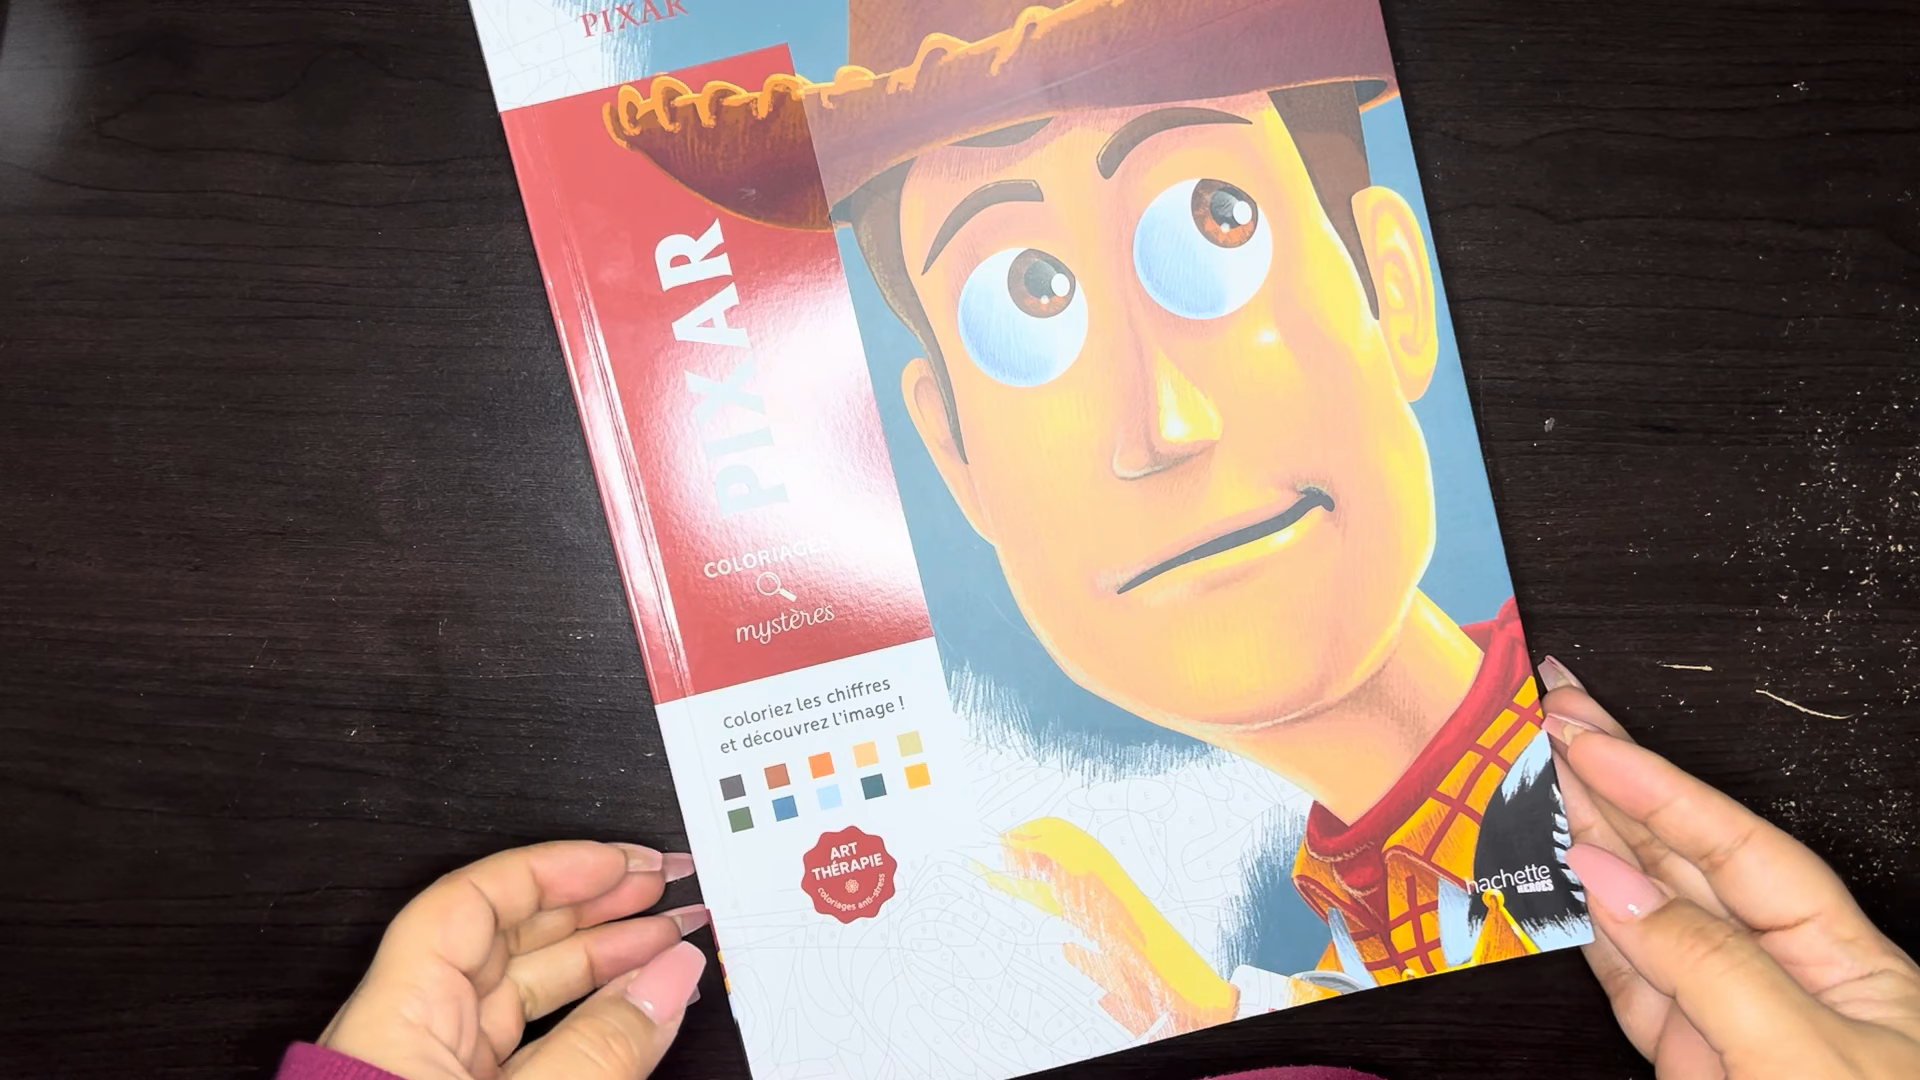 PIXAR
PIXAR
COLORIAGES
mystères
Coloriez les chiffres
et découvrez l'image !
ART
THÉRAPIE
coloriages anti-stress
hachette
HEROES